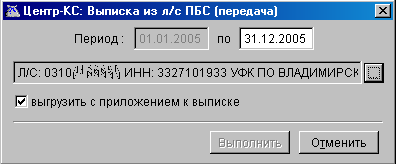 Центр-КС: Выписка из л/с ПБС (передача)
Период : 01.01.2005 по 31.12.2005
Л/С: 0310 ИНН: 3327101933 УФК ПО ВЛАДИМИРСК
...
выгрузить с приложением к выписке
Выполнить Отменить